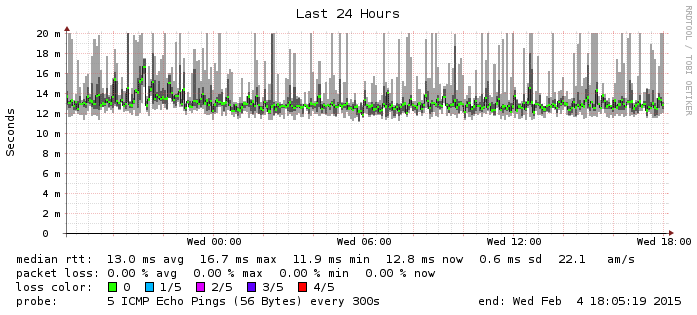 Last 24 Hours
RRDTOOL / TOBI OETIKER
Seconds
20 m
18 m
16 m
14 m
12 m
10 m
8 m
6 m
4 m
2 m
0
Wed 00:00 Wed 06:00 Wed 12:00 Wed 18:00
median rtt: 13.0 ms avg 16.7 ms max 11.9 ms min 12.8 ms now 0.6 ms sd 22.1 am/s
packet loss: 0.00 % avg 0.00 % max 0.00 % min 0.00 % now
loss color: 0 1/5 2/5 3/5 4/5
probe: 5 ICMP Echo Pings (56 Bytes) every 300s end: Wed Feb 4 18:05:19 2015